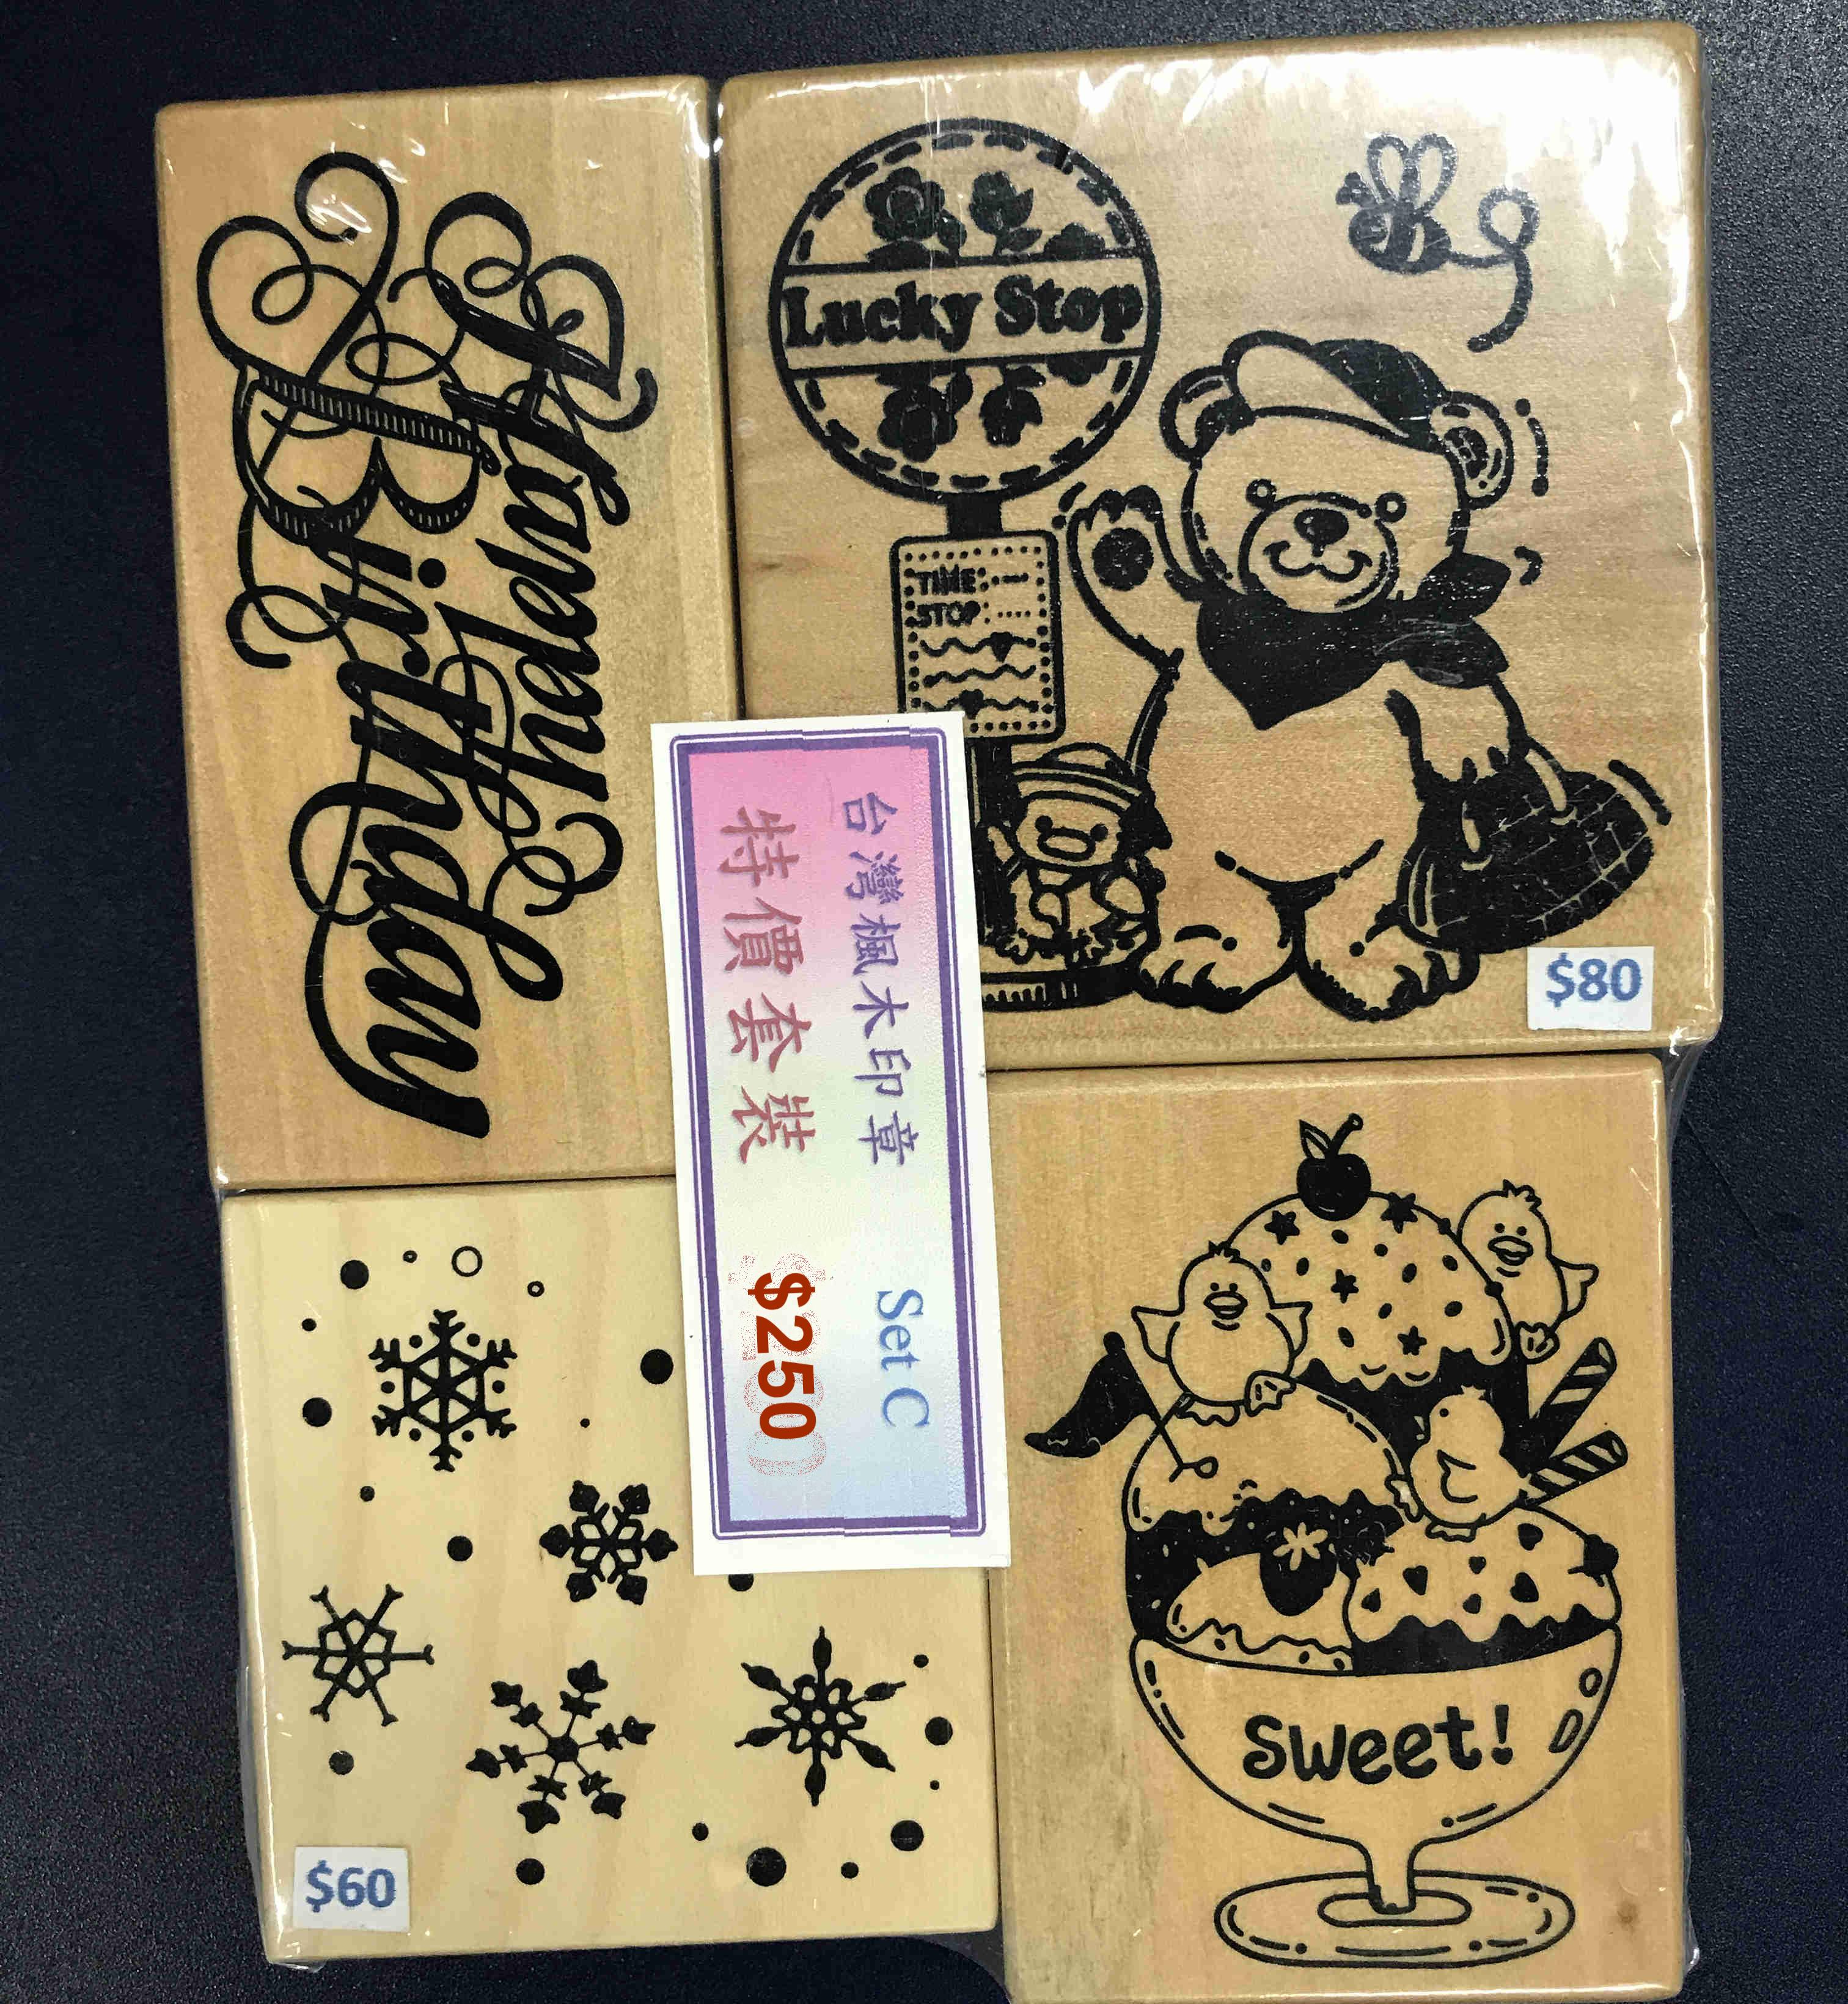 Happy
Thelday
Birthday
Lucky Stop
TIME:
STOP:
$80
台灣楓木印章 Set C
特價套裝 $250
$60
sweet!